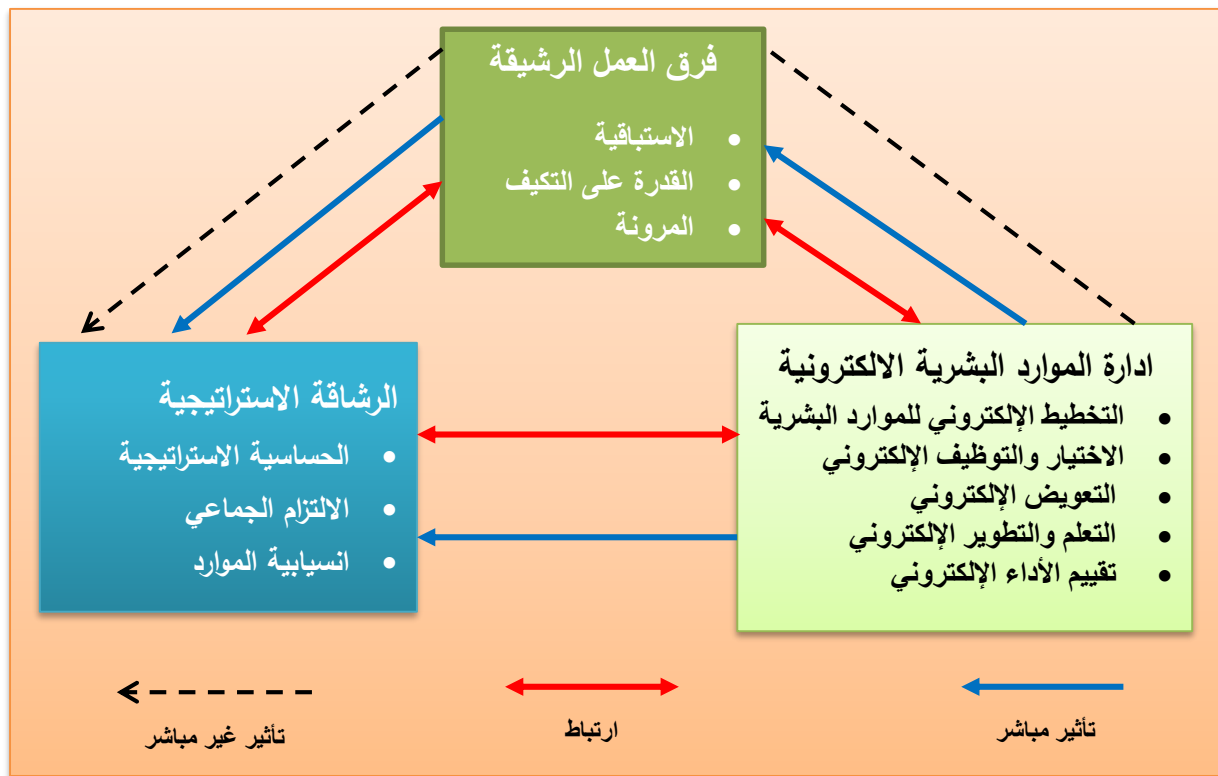 فرق العمل الرشيقة
• الاستباقية
• القدرة على التكيف
• المرونة
ادارة الموارد البشرية الالكترونية
• التخطيط الإلكتروني للموارد البشرية
• الاختيار والتوظيف الإلكتروني
• التعويض الإلكتروني
• التعلم والتطوير الإلكتروني
• تقييم الأداء الإلكتروني
الرشاقة الاستراتيجية
• الحساسية الاستراتيجية
• الالتزام الجماعي
• انسيابية الموارد
تأثير مباشر
ارتباط
تأثير غير مباشر